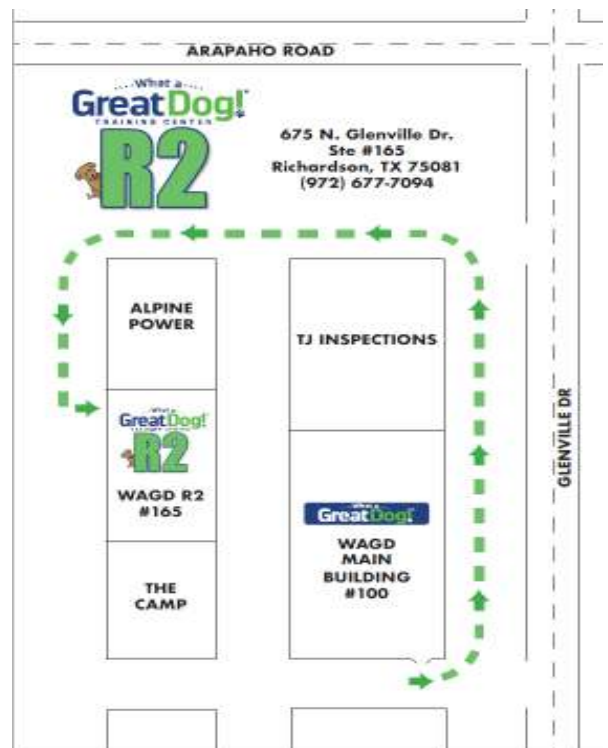 ARAPAHO ROAD
What a
GreatDog!
TRAINING CENTER
R2
675 N. Glenville Dr.
Ste #165
Richardson, TX 75081
(972) 677-7094
ALPINE
POWER
TJ INSPECTIONS
What a
GreatDog!
R2
WAGD R2
#165
THE
CAMP
GreatDog!
WAGD
MAIN
BUILDING
#100
GLENVILLE DR